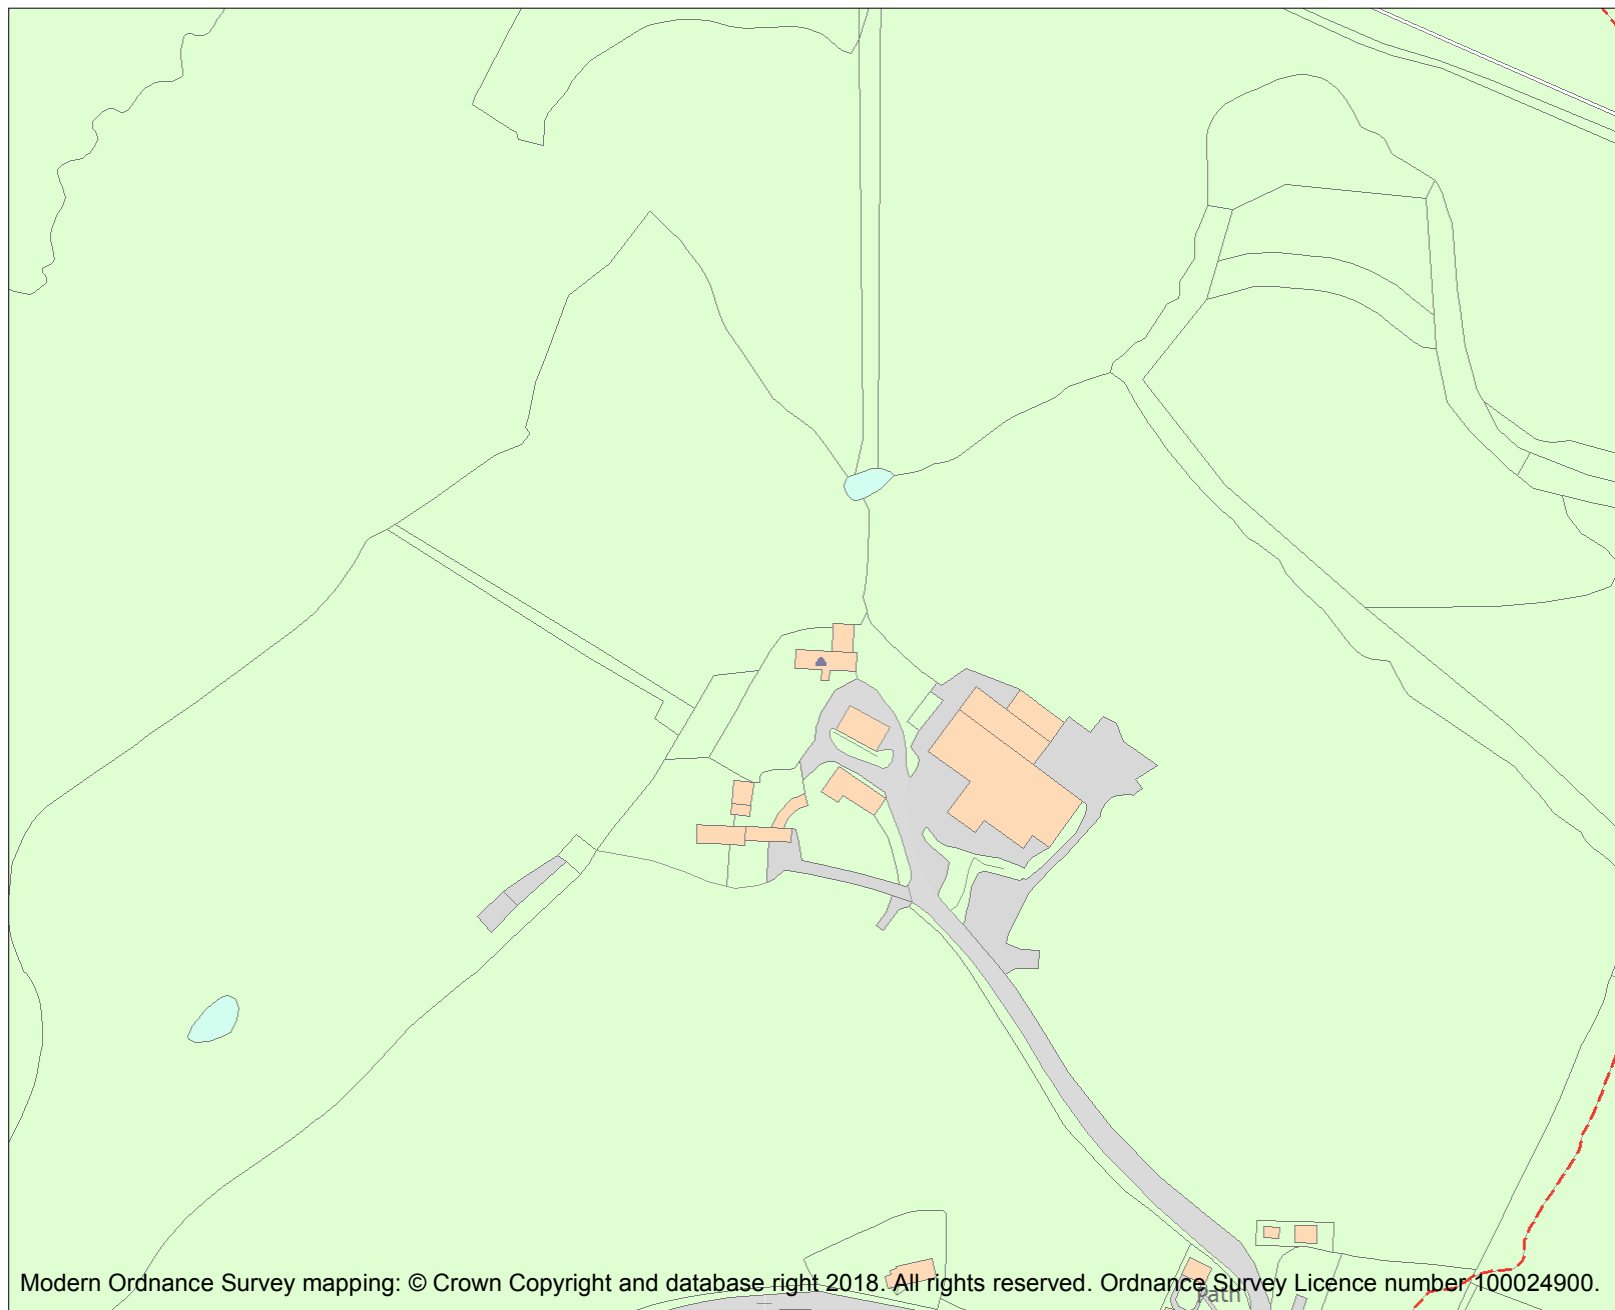 Modern Ordnance Survey mapping: © Crown Copyright and database right 2018. All rights reserved. Ordnance Survey Licence number 100024900.
Path